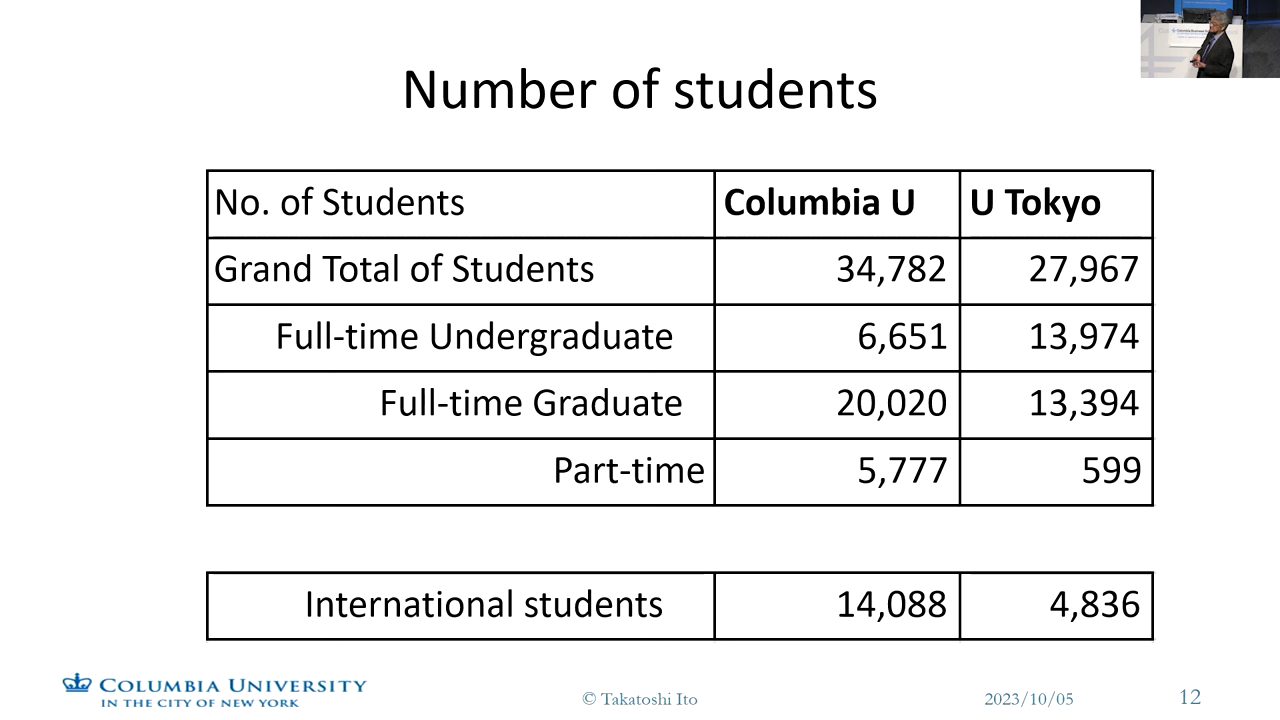 Number of students
No. of Students Columbia U U Tokyo
Grand Total of Students 34,782 27,967
Full-time Undergraduate 6,651 13,974
Full-time Graduate 20,020 13,394
Part-time 5,777 599
International students 14,088 4,836
COLUMBIA UNIVERSITY
IN THE CITY OF NEW YORK
© Takatoshi Ito 2023/10/05 12